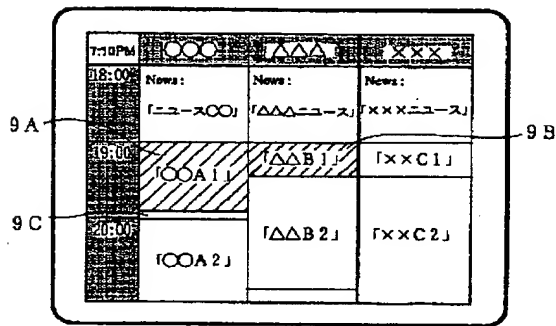 7:10PM ○○○ △△△ ×××
18:00 News: News: News:
「ニュース○○」 「△△△ニュース」 「×××ニュース」
9A
9B
19:00 「○○A1」 「△△B1」 「××C1」
9C
20:00 「△△B2」 「××C2」
「○○A2」